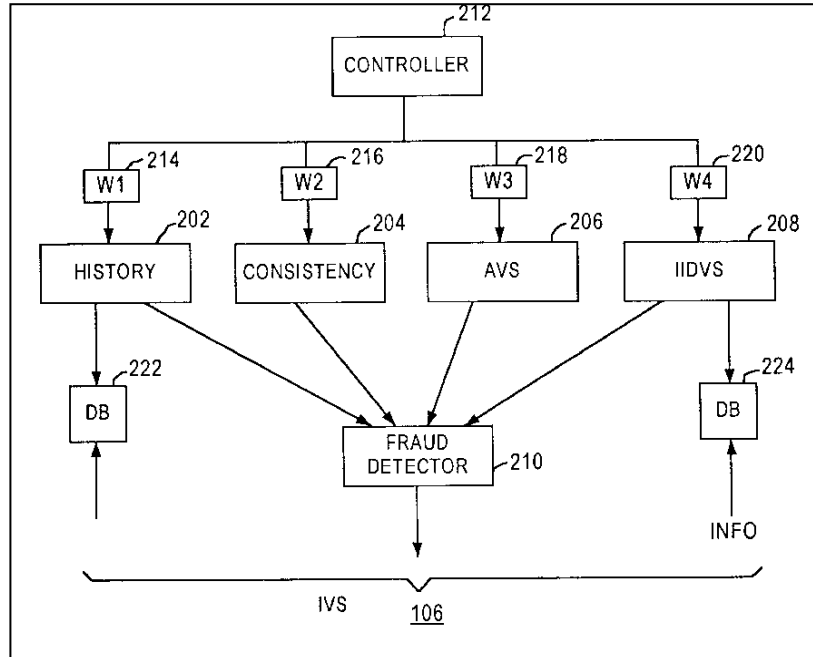 212
CONTROLLER
214
216
218
220
W1
W2
W3
W4
202
204
206
208
HISTORY
CONSISTENCY
AVS
IIDVS
222
224
DB
DB
FRAUD
DETECTOR
210
INFO
IVS
106